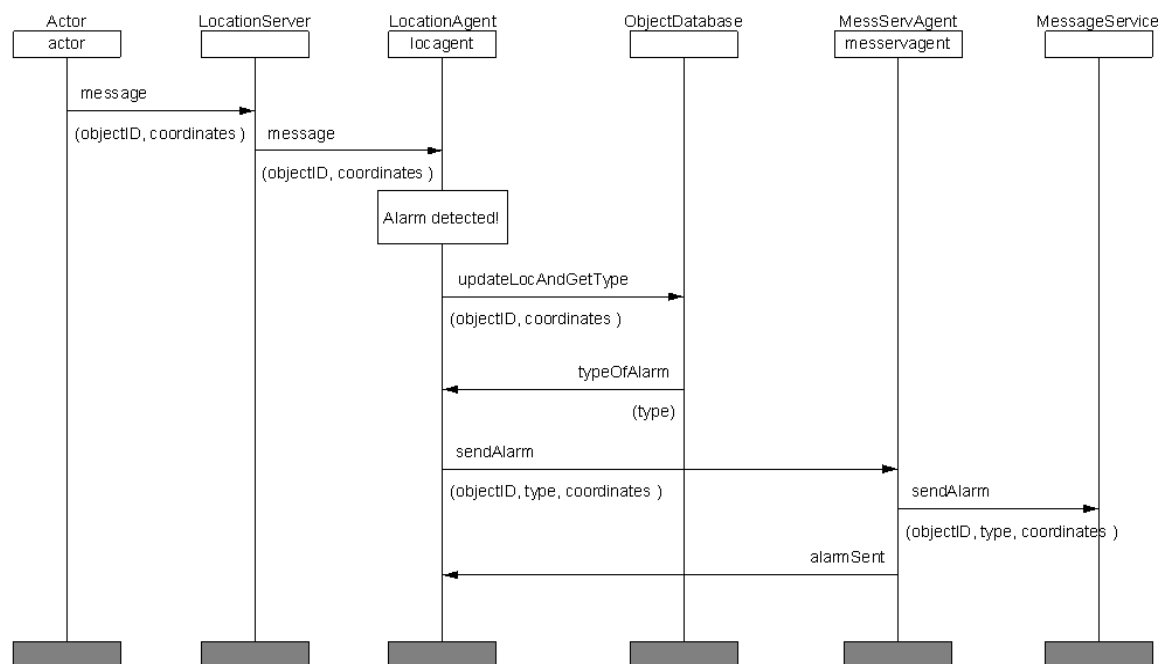 Actor LocationServer LocationAgent ObjectDatabase MessServAgent MessageService
actor locagent messervagent
message
(objectID, coordinates )
message
(objectID, coordinates )
Alarm detected!
updateLocAndGetType
(objectID, coordinates )
typeOfAlarm
(type)
sendAlarm
(objectID, type, coordinates )
sendAlarm
(objectID, type, coordinates )
alarmSent